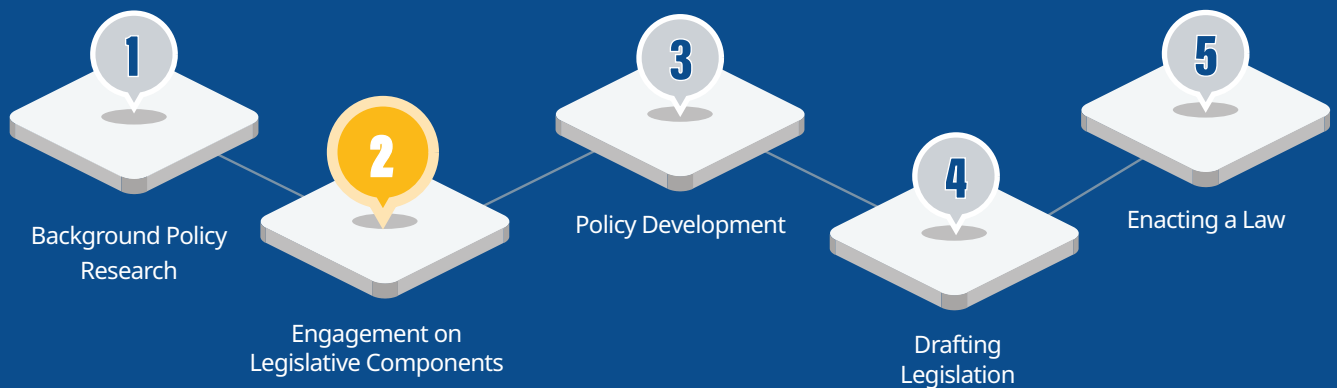 1
Background Policy
Research
2
Engagement on
Legislative Components
3
Policy Development
4
Drafting
Legislation
5
Enacting a Law